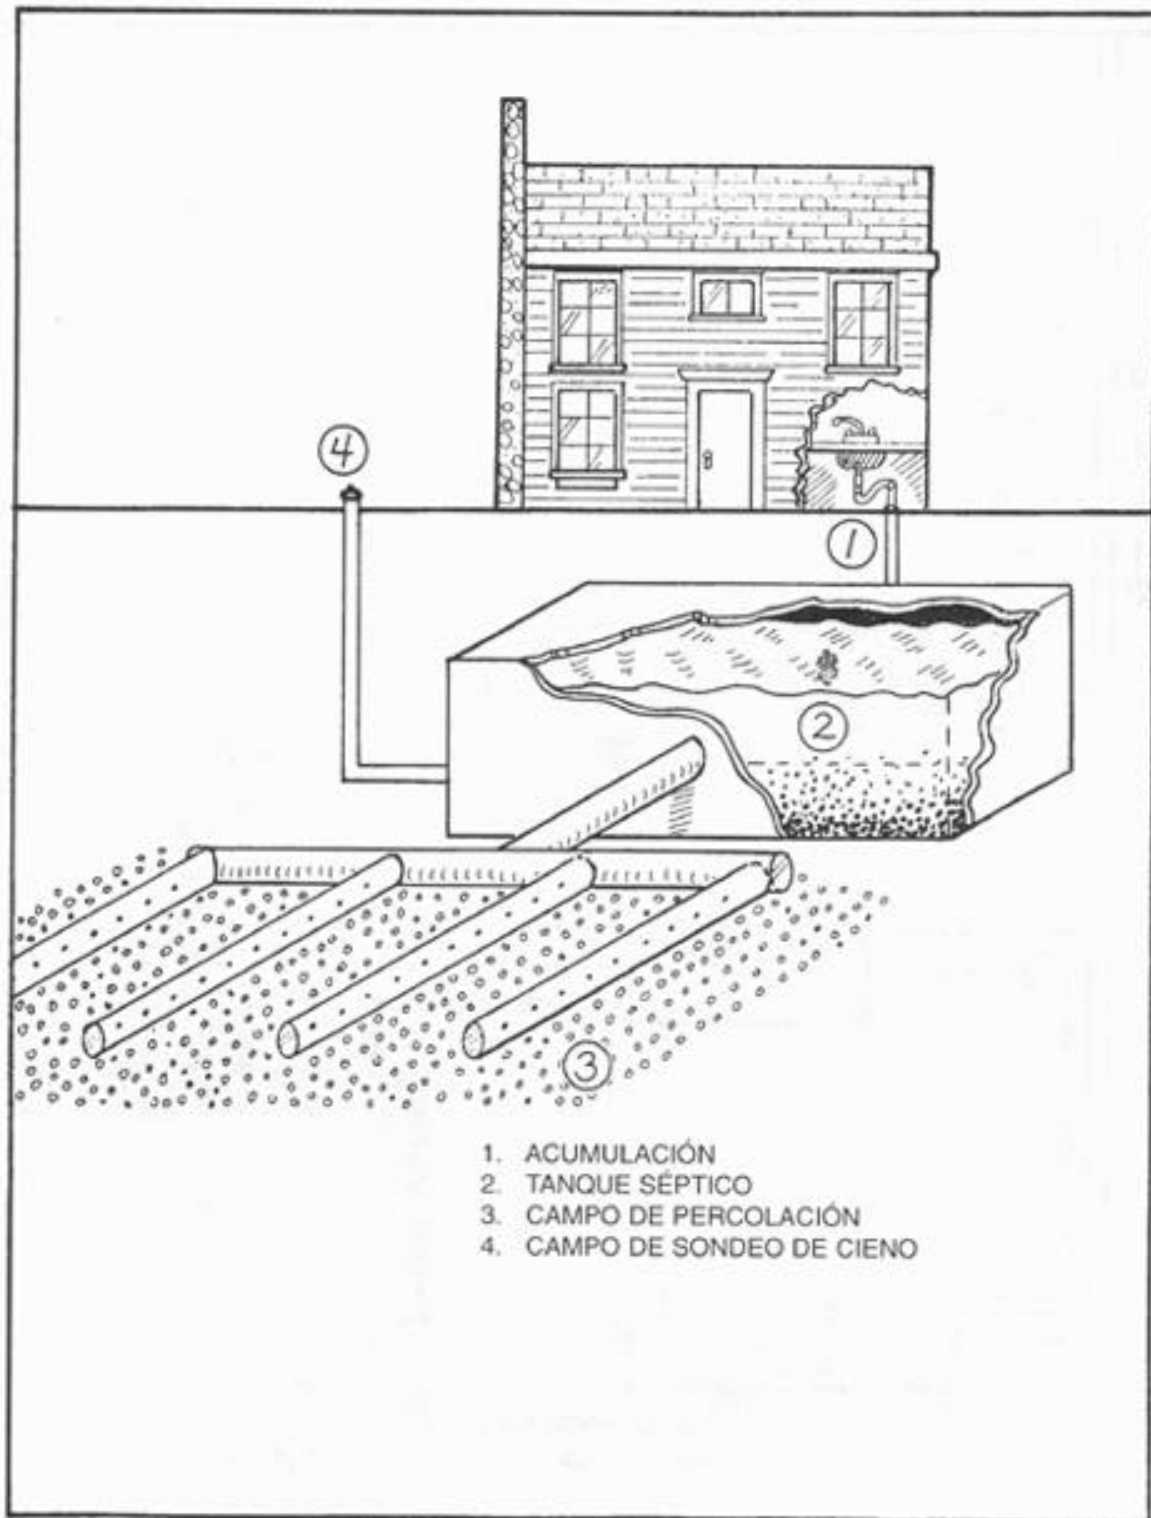 4
1
2
3
1. ACUMULACIÓN
2. TANQUE SÉPTICO
3. CAMPO DE PERCOLACIÓN
4. CAMPO DE SONDEO DE CIENO